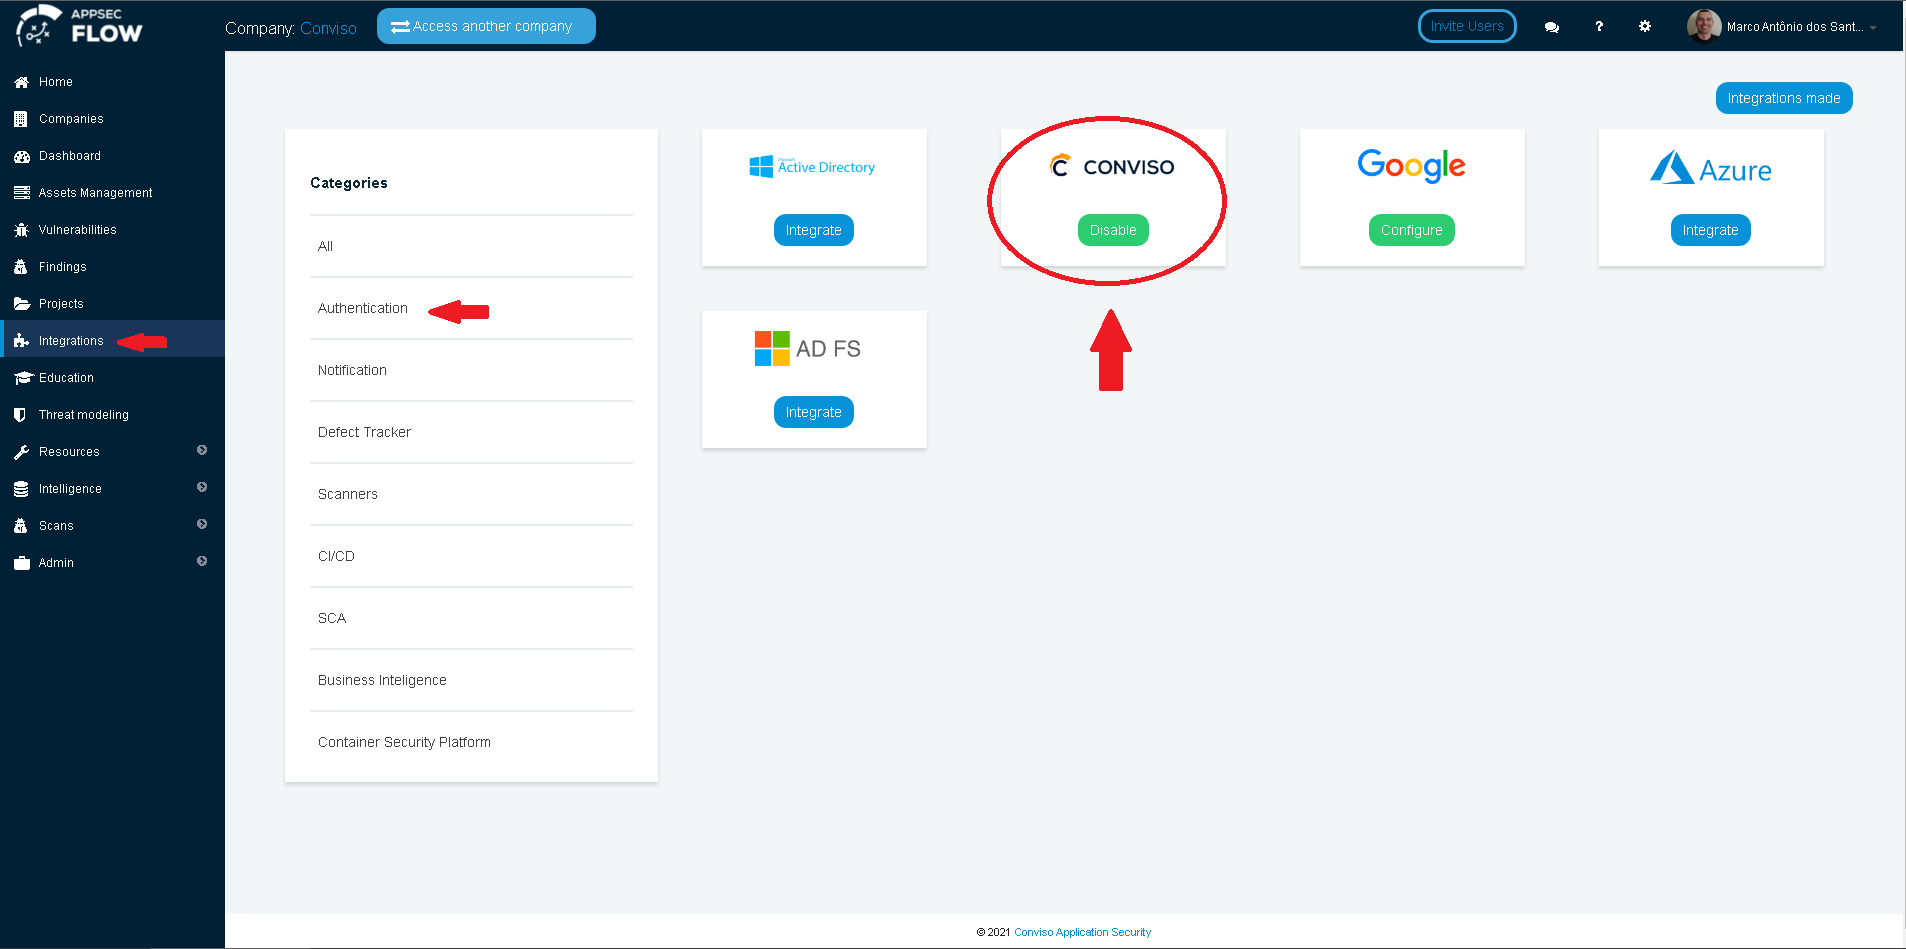 APPSEC
FLOW
Company: Conviso
Access another company
Invite Users
?
Marco Antônio dos Sant...
Home
Companies
Dashboard
Assets Management
Vulnerabilities
Findings
Projects
Integrations
Education
Threat modeling
Resources
Intelligence
Scans
Admin
Integrations made
Categories
All
Authentication
Notification
Defect Tracker
Scanners
CI/CD
SCA
Business Inteligence
Container Security Platform
Active Directory
Integrate
CONVISO
Disable
Google
Configure
Azure
Integrate
AD FS
Integrate
© 2021 Conviso Application Security